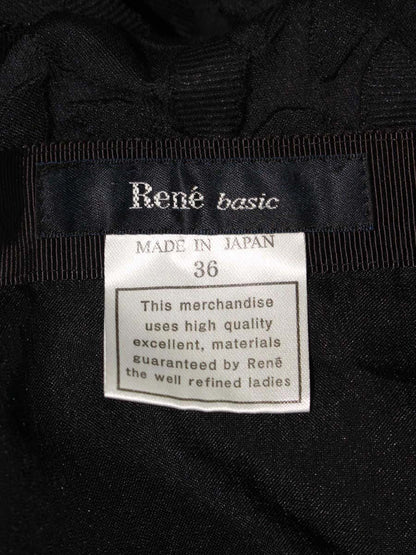 René basic
MADE IN JAPAN
36
This merchandise
uses high quality
excellent, materials
guaranteed by René
the well refined ladies